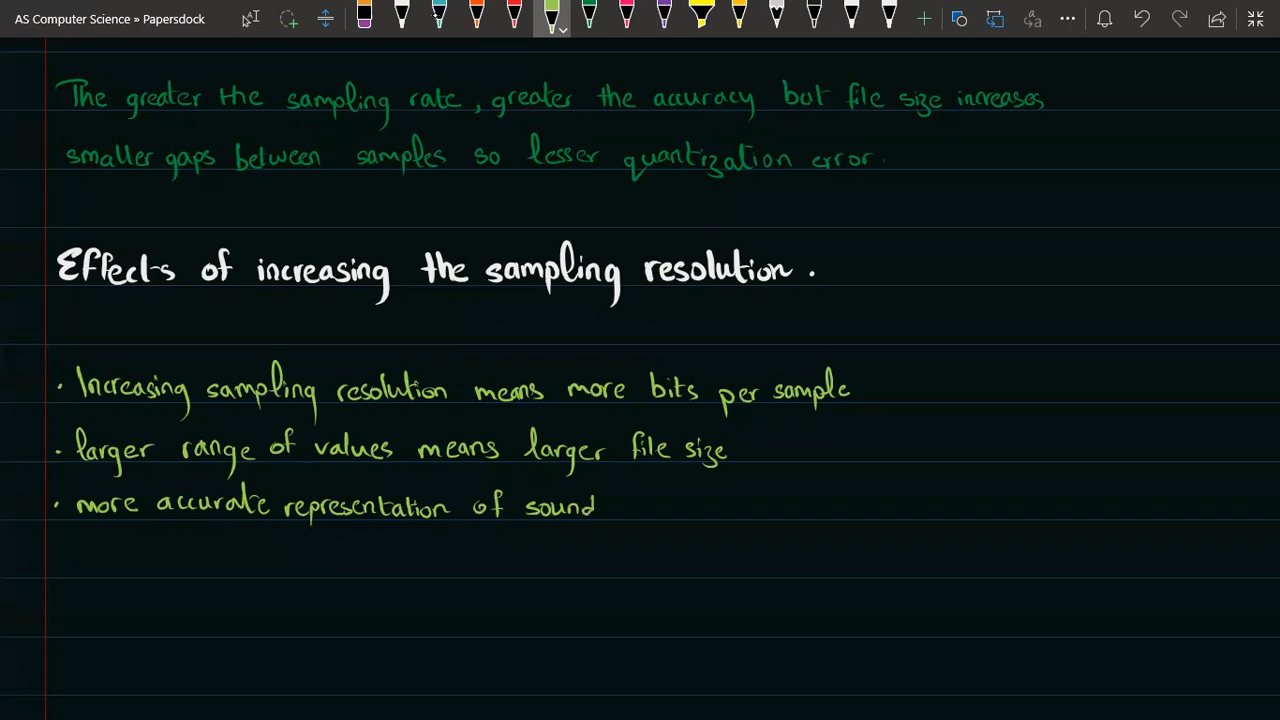 AS Computer Science » Papersdock
The greater the sampling rate, greater the accuracy but file size increases
smaller gaps between samples so lesser quantization error.
Effects of increasing the sampling resolution.
· Increasing sampling resolution means more bits per sample
· larger range of values means larger file size
· more accurate representation of sound